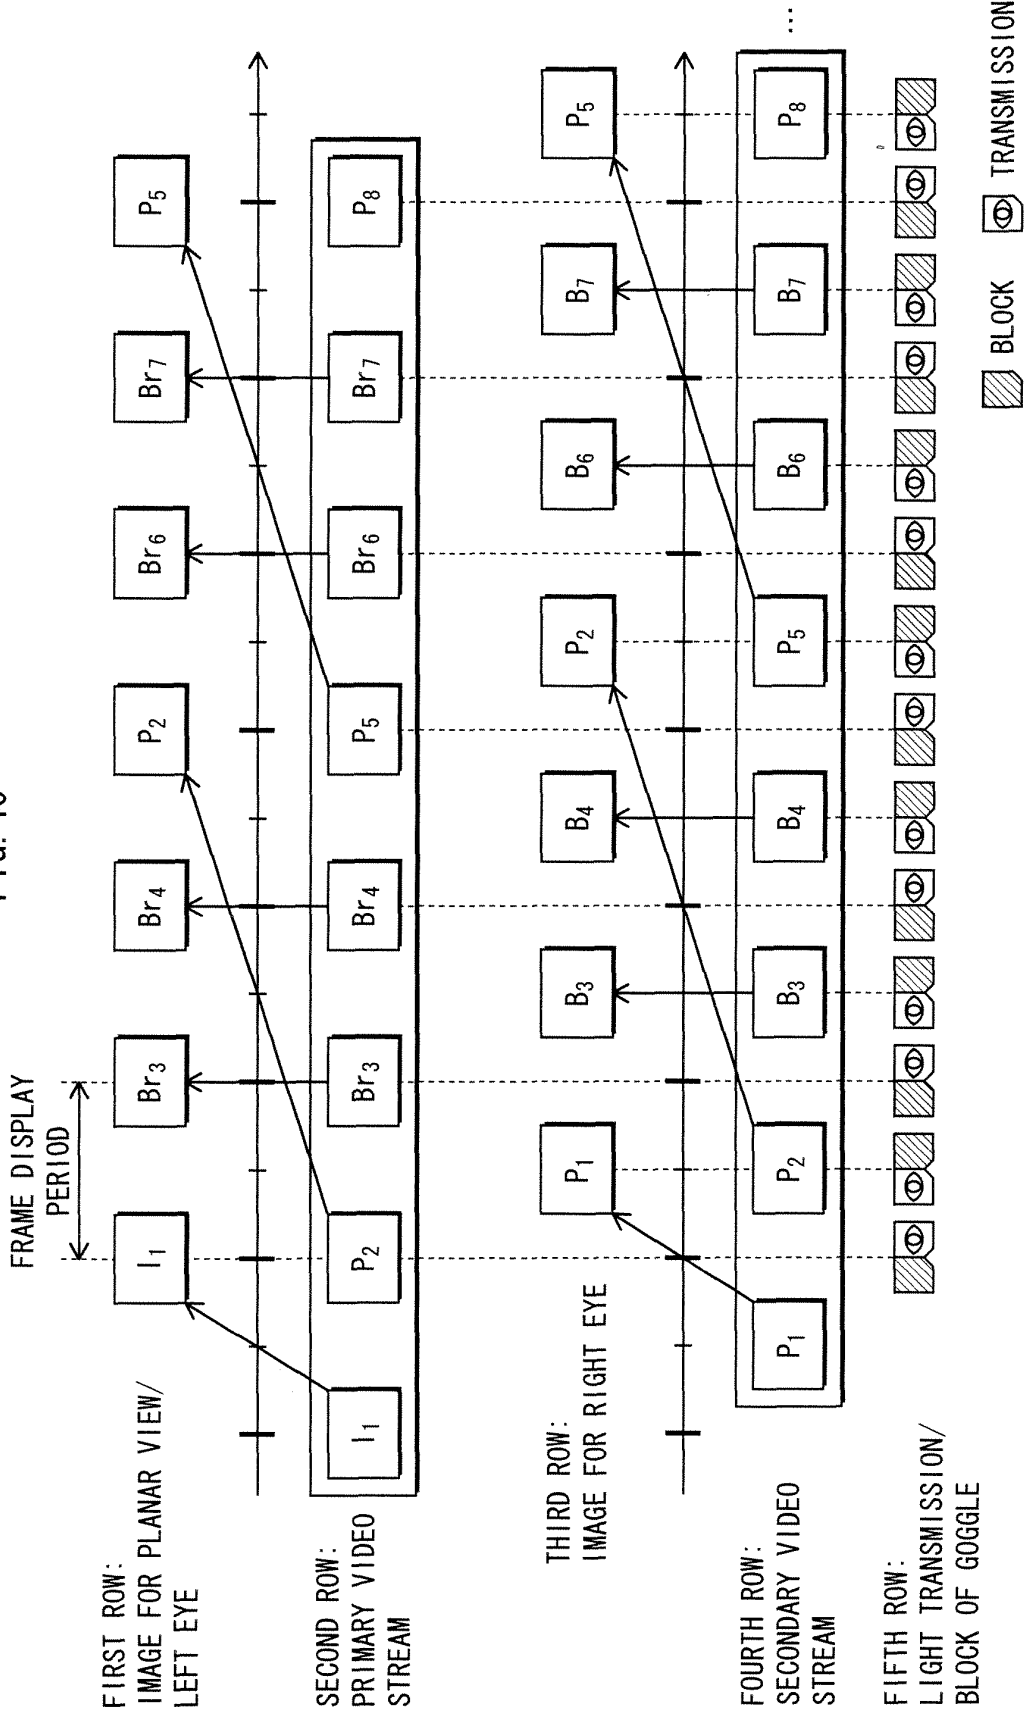 FRAME DISPLAY
PERIOD
FIRST ROW:
IMAGE FOR PLANAR VIEW/
LEFT EYE
I1 Br3 Br4 P2 Br6 Br7 P5
SECOND ROW:
PRIMARY VIDEO
STREAM
I1 P2 Br3 Br4 P5 Br6 Br7 P8
THIRD ROW:
IMAGE FOR RIGHT EYE
P1 B3 B4 P2 B6 B7 P5
FOURTH ROW:
SECONDARY VIDEO
STREAM
P1 P2 B3 B4 P5 B6 B7 P8 ...
FIFTH ROW:
LIGHT TRANSMISSION/
BLOCK OF GOGGLE
BLOCK
TRANSMISSION